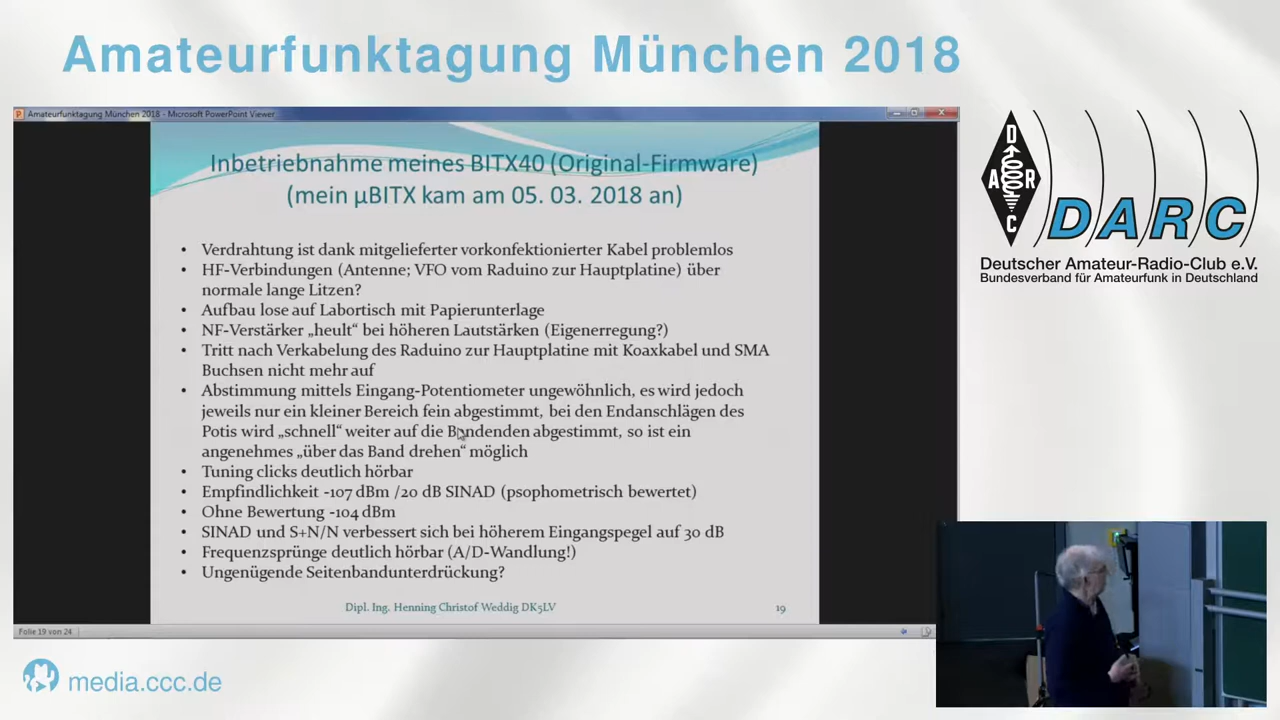 Amateurfunktagung München 2018
Amateurfunktagung München 2018 - Microsoft PowerPoint Viewer
Inbetriebnahme meines BITX40 (Original-Firmware)
(mein µBITX kam am 05. 03. 2018 an)
• Verdrahtung ist dank mitgelieferter vorkonfektionierter Kabel problemlos
• HF-Verbindungen (Antenne; VFO vom Raduino zur Hauptplatine) über
normale lange Litzen?
• Aufbau lose auf Labortisch mit Papierunterlage
• NF-Verstärker „heult“ bei höheren Lautstärken (Eigenerregung?)
• Tritt nach Verkabelung des Raduino zur Hauptplatine mit Koaxkabel und SMA
Buchsen nicht mehr auf
• Abstimmung mittels Eingang-Potentiometer ungewöhnlich, es wird jedoch
jeweils nur ein kleiner Bereich fein abgestimmt, bei den Endanschlägen des
Potis wird „schnell“ weiter auf die Bandenden abgestimmt, so ist ein
angenehmes „über das Band drehen“ möglich
• Tuning clicks deutlich hörbar
• Empfindlichkeit -107 dBm /20 dB SINAD (psophometrisch bewertet)
• Ohne Bewertung -104 dBm
• SINAD und S+N/N verbessert sich bei höherem Eingangspegel auf 30 dB
• Frequenzsprünge deutlich hörbar (A/D-Wandlung!)
• Ungenügende Seitenbandunterdrückung?
Dipl. Ing. Henning Christof Weddig DK5LV
19
Folie 19 von 24
D
A R
C
DARC
Deutscher Amateur-Radio-Club e.V.
Bundesverband für Amateurfunk in Deutschland
media.ccc.de